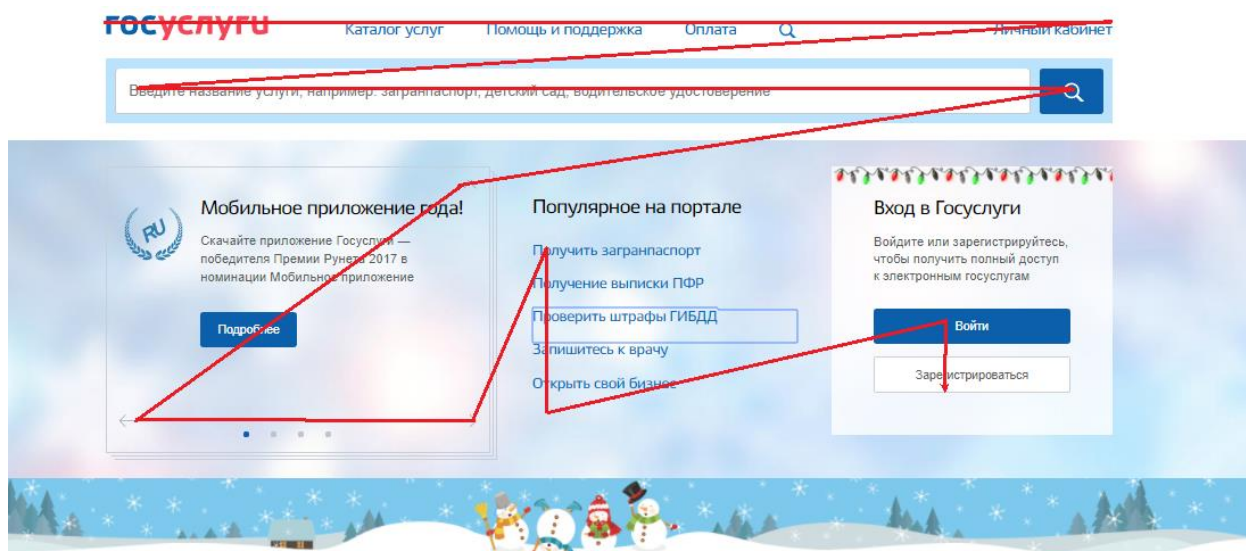 госуслуги
Каталог услуг
Помощь и поддержка
Оплата
Личный кабинет
Введите название услуги, например: загранпаспорт, детский сад, водительское удостоверение
RU
Мобильное приложение года!
Скачайте приложение Госуслуги —
победителя Премии Рунета 2017 в
номинации Мобильное приложение
Подробнее
Популярное на портале
Получить загранпаспорт
Получение выписки ПФР
Проверить штрафы ГИБДД
Запишитесь к врачу
Открыть свой бизнес
Вход в Госуслуги
Войдите или зарегистрируйтесь,
чтобы получить полный доступ
к электронным госуслугам
Войти
Зарегистрироваться